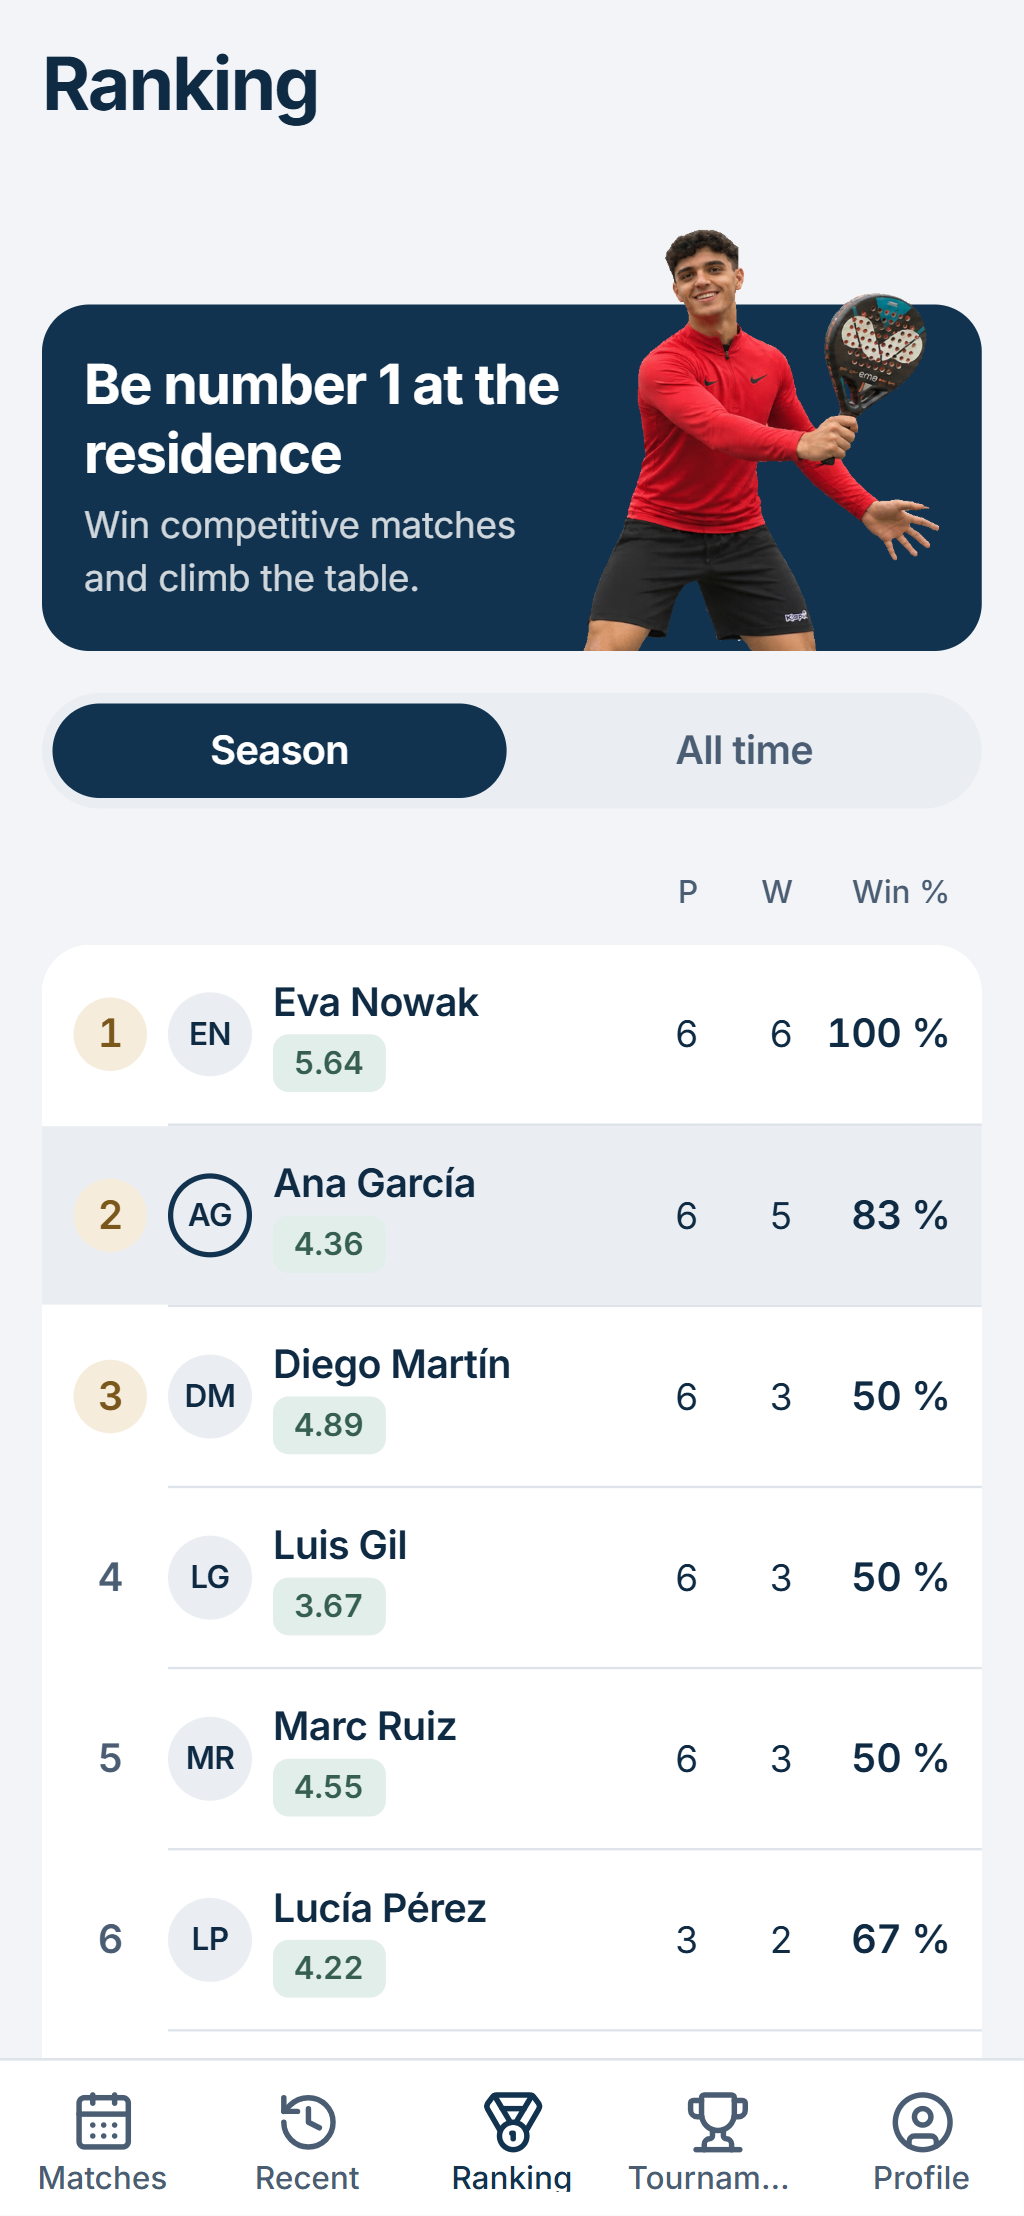 Ranking
Be number 1 at the
residence
Win competitive matches
and climb the table.
Season
All time
P W Win %
1 EN Eva Nowak 6 6 100 %
5.64
2 AG Ana García 6 5 83 %
4.36
3 DM Diego Martín 6 3 50 %
4.89
4 LG Luis Gil 6 3 50 %
3.67
5 MR Marc Ruiz 6 3 50 %
4.55
6 LP Lucía Pérez 3 2 67 %
4.22
Matches Recent Ranking Tournam... Profile